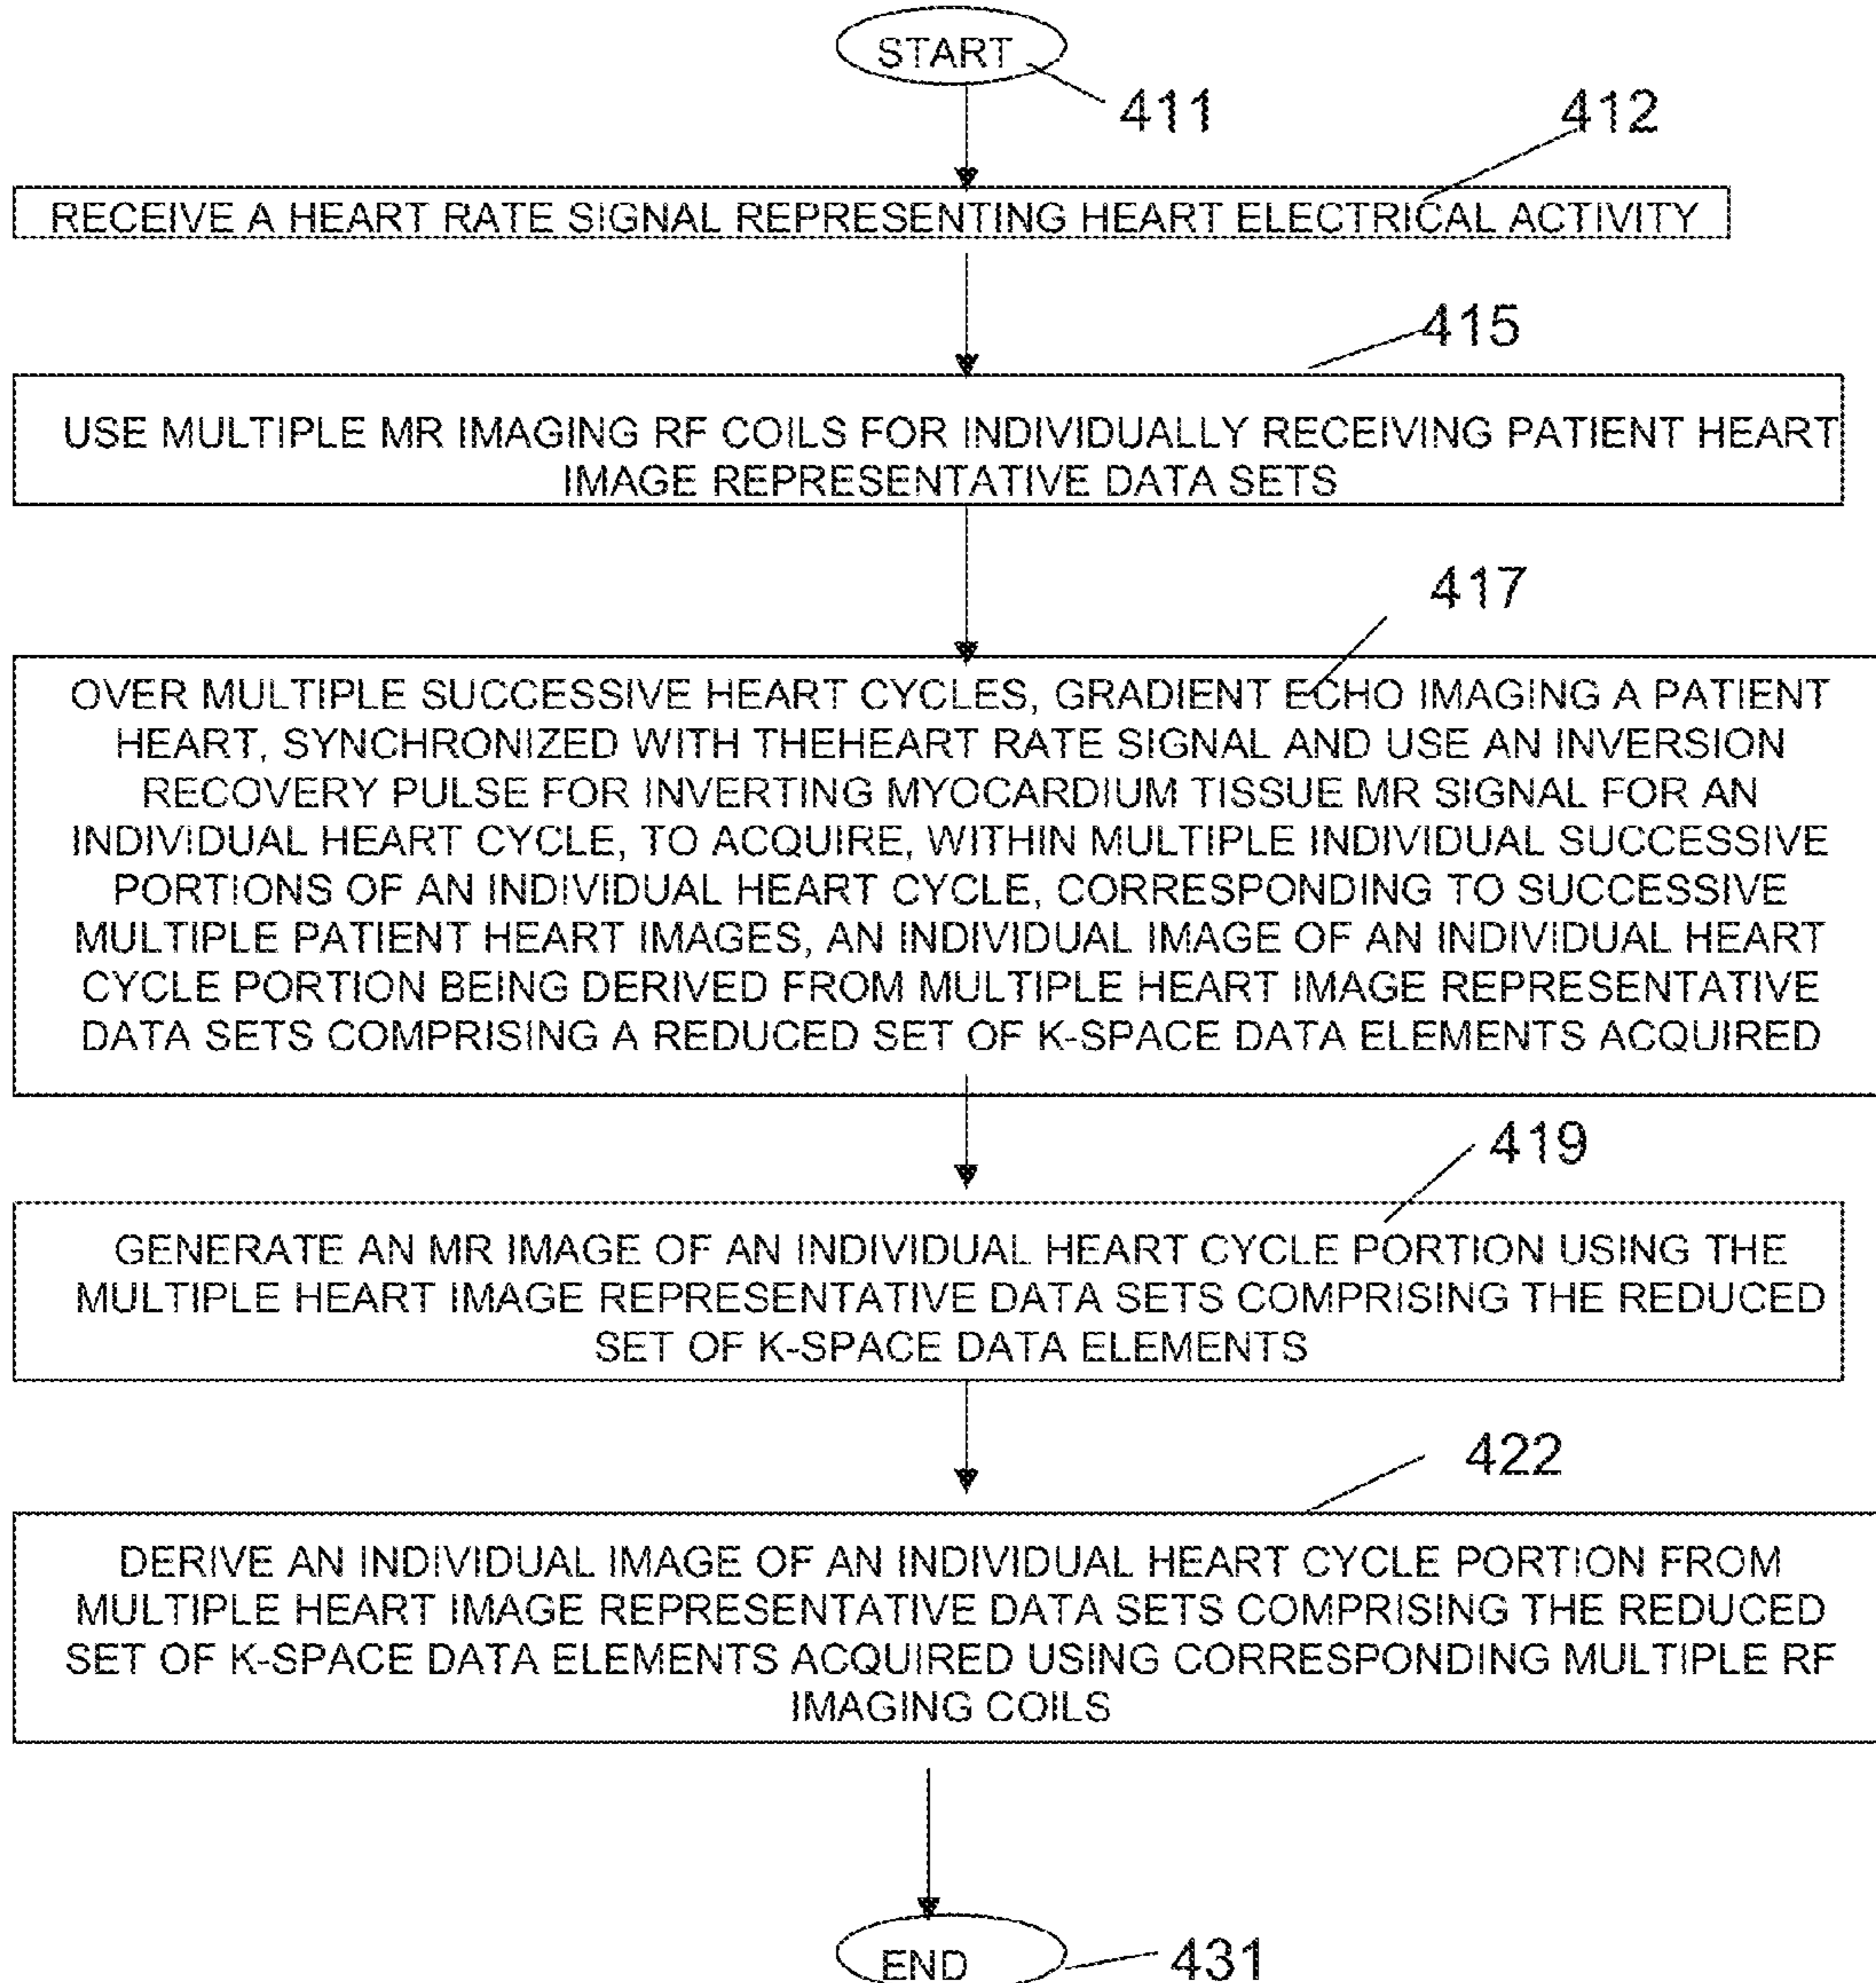 START
411
412
RECEIVE A HEART RATE SIGNAL REPRESENTING HEART ELECTRICAL ACTIVITY
415
USE MULTIPLE MR IMAGING RF COILS FOR INDIVIDUALLY RECEIVING PATIENT HEART
IMAGE REPRESENTATIVE DATA SETS
417
OVER MULTIPLE SUCCESSIVE HEART CYCLES, GRADIENT ECHO IMAGING A PATIENT
HEART, SYNCHRONIZED WITH THEHEART RATE SIGNAL AND USE AN INVERSION
RECOVERY PULSE FOR INVERTING MYOCARDIUM TISSUE MR SIGNAL FOR AN
INDIVIDUAL HEART CYCLE, TO ACQUIRE, WITHIN MULTIPLE INDIVIDUAL SUCCESSIVE
PORTIONS OF AN INDIVIDUAL HEART CYCLE, CORRESPONDING TO SUCCESSIVE
MULTIPLE PATIENT HEART IMAGES, AN INDIVIDUAL IMAGE OF AN INDIVIDUAL HEART
CYCLE PORTION BEING DERIVED FROM MULTIPLE HEART IMAGE REPRESENTATIVE
DATA SETS COMPRISING A REDUCED SET OF K-SPACE DATA ELEMENTS ACQUIRED
419
GENERATE AN MR IMAGE OF AN INDIVIDUAL HEART CYCLE PORTION USING THE
MULTIPLE HEART IMAGE REPRESENTATIVE DATA SETS COMPRISING THE REDUCED
SET OF K-SPACE DATA ELEMENTS
422
DERIVE AN INDIVIDUAL IMAGE OF AN INDIVIDUAL HEART CYCLE PORTION FROM
MULTIPLE HEART IMAGE REPRESENTATIVE DATA SETS COMPRISING THE REDUCED
SET OF K-SPACE DATA ELEMENTS ACQUIRED USING CORRESPONDING MULTIPLE RF
IMAGING COILS
END
431